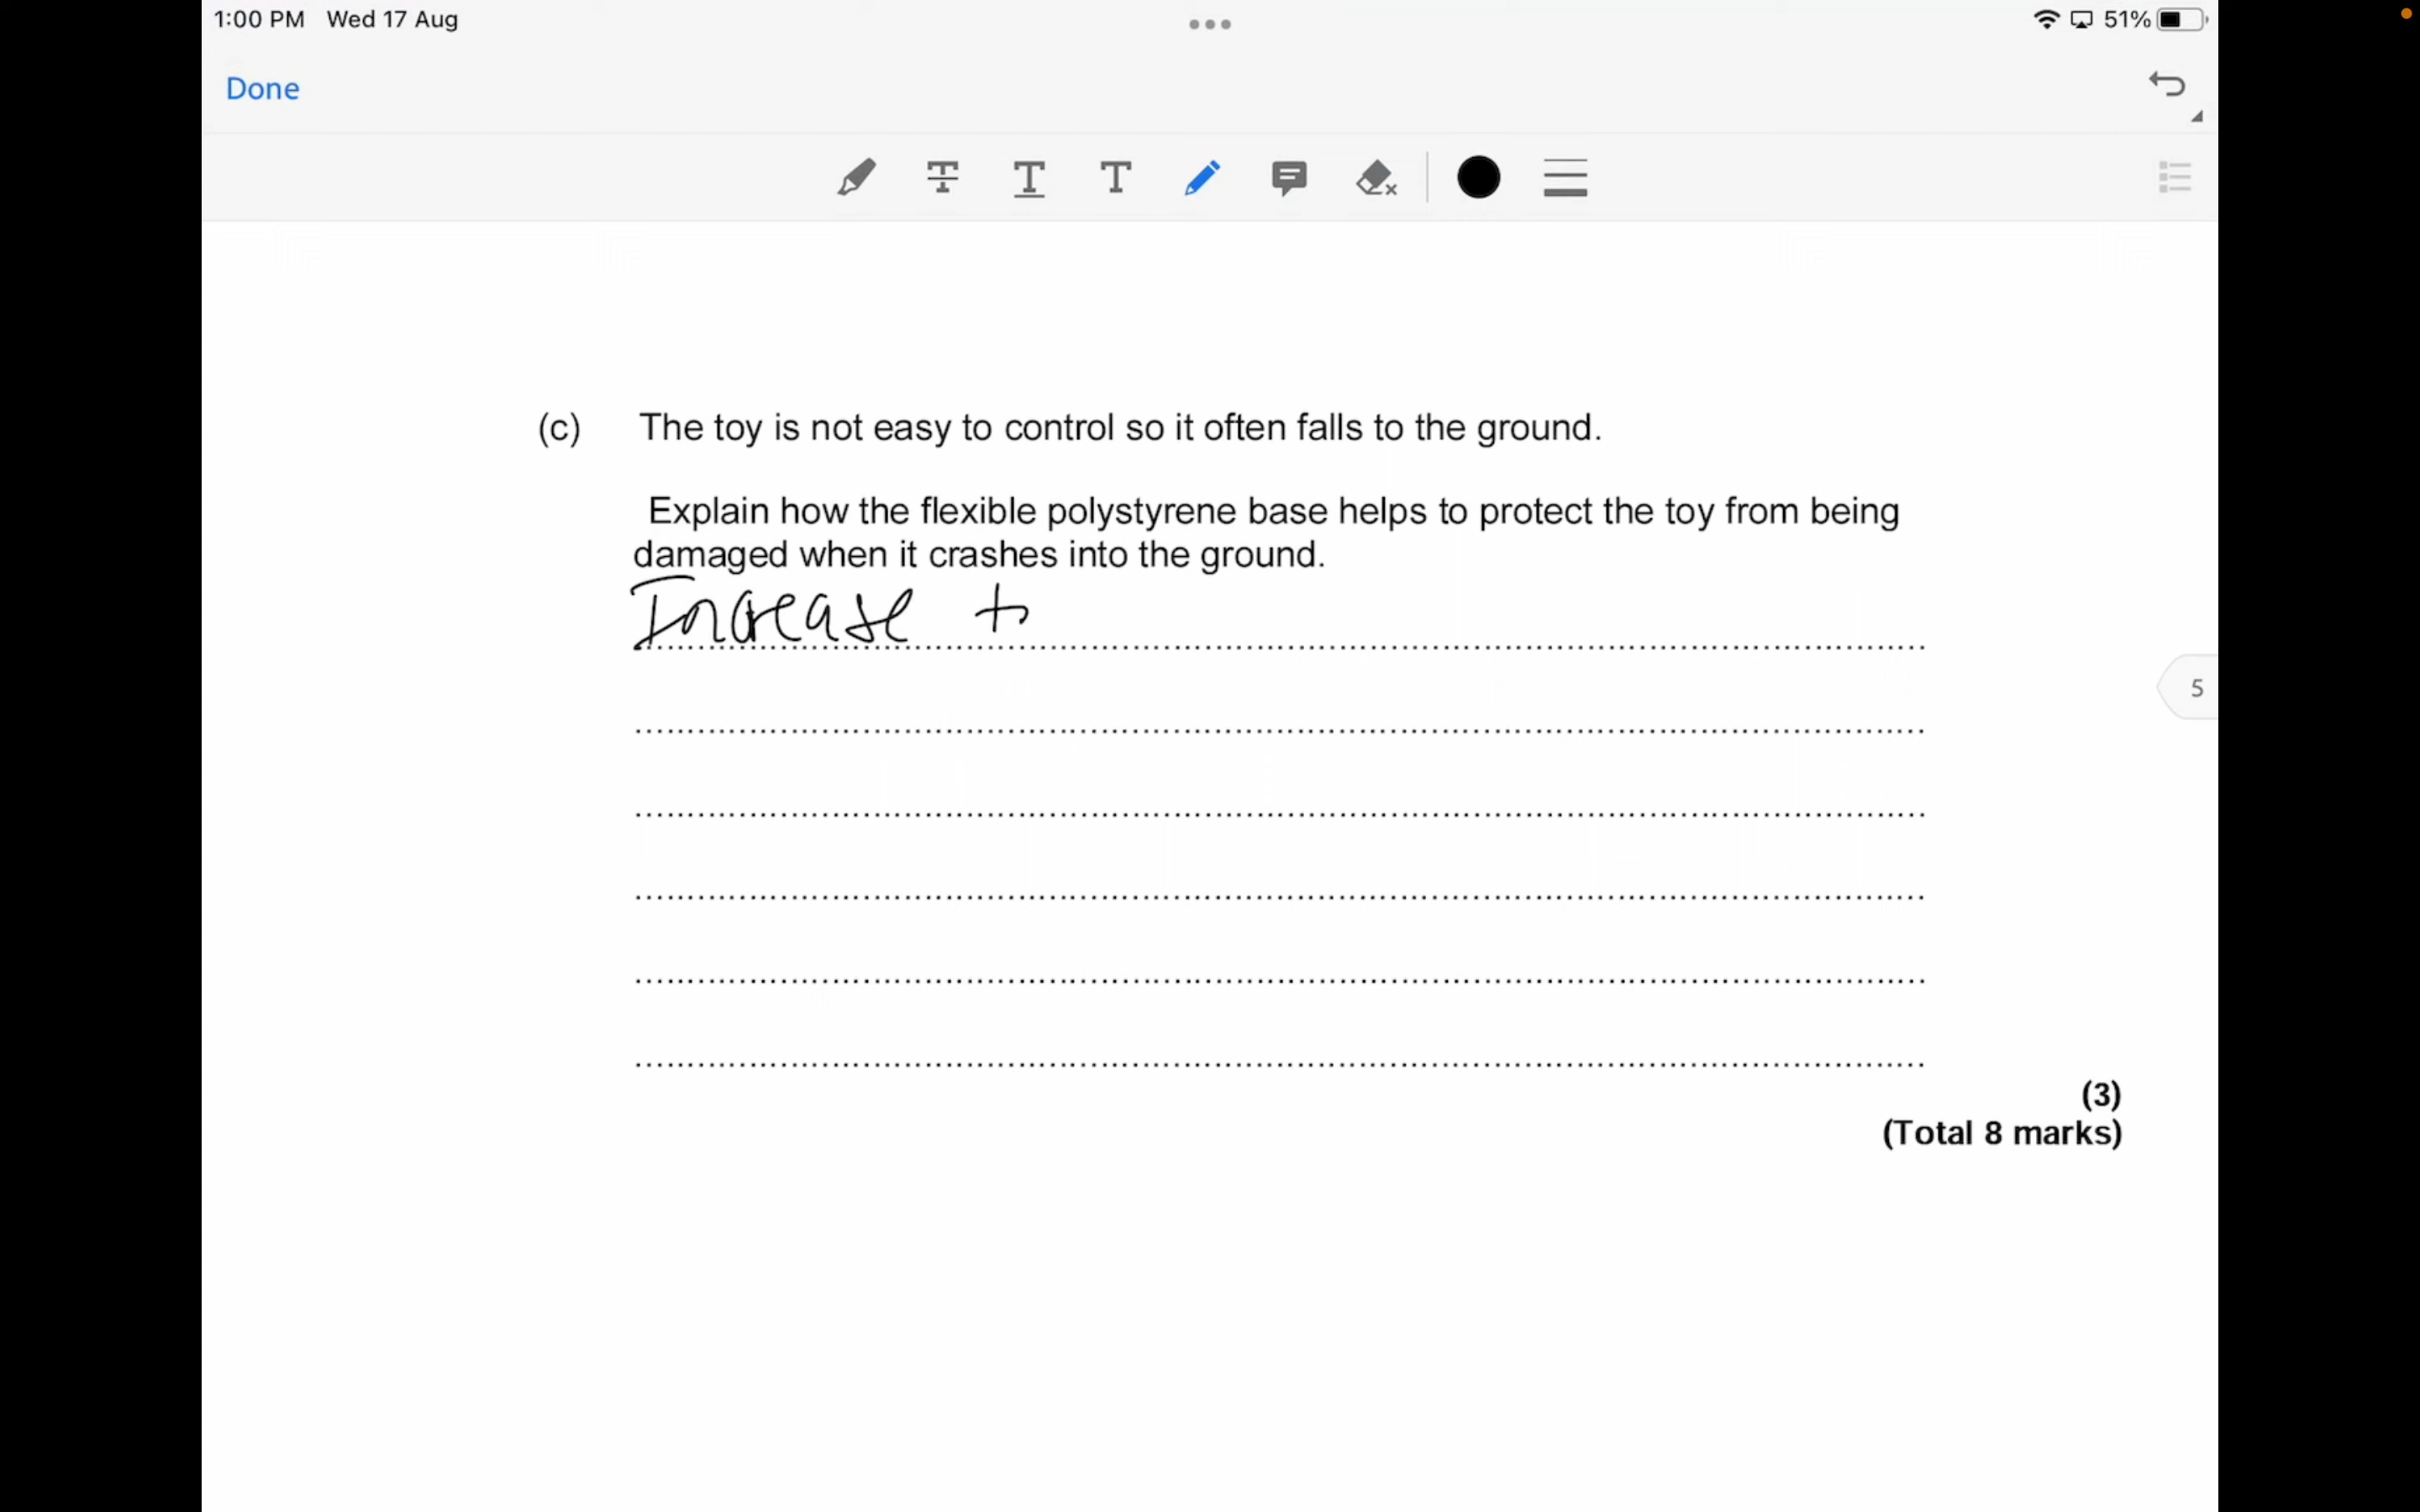 1:00 PM Wed 17 Aug
51%
Done
(c) The toy is not easy to control so it often falls to the ground.
Explain how the flexible polystyrene base helps to protect the toy from being
damaged when it crashes into the ground.
Increase
5
(3)
(Total 8 marks)